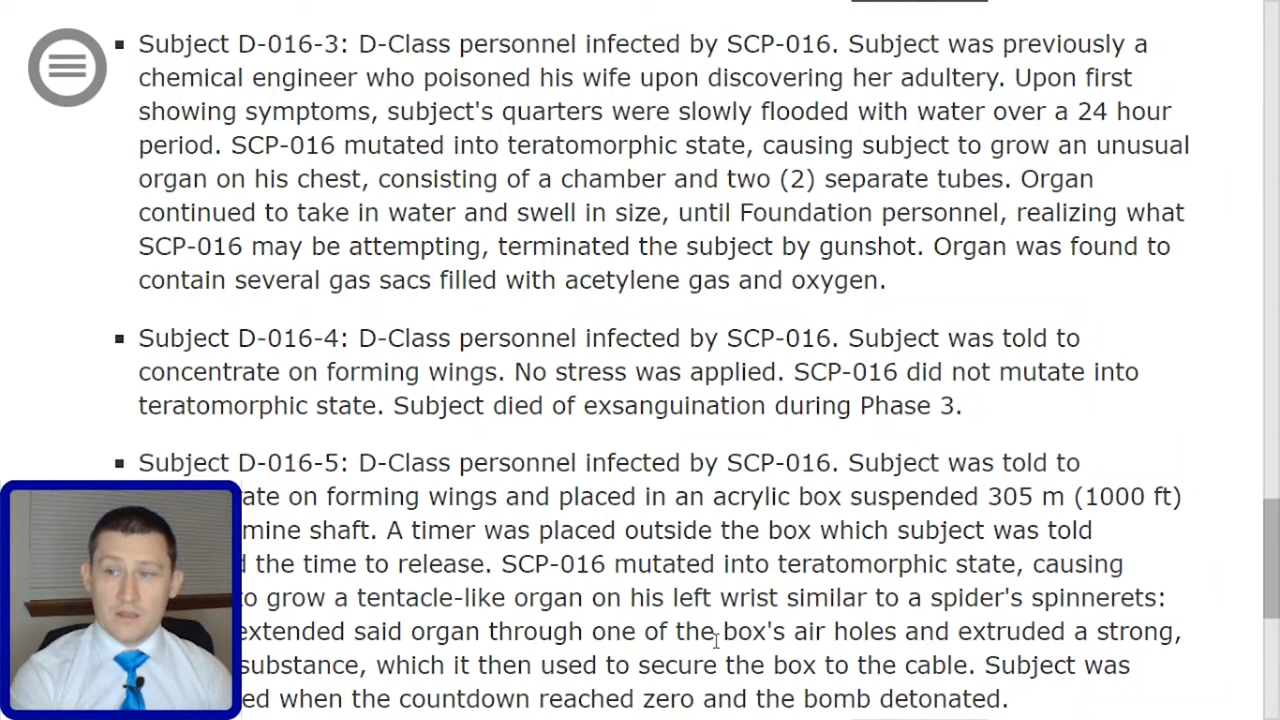 Subject D-016-3: D-Class personnel infected by SCP-016. Subject was previously a
chemical engineer who poisoned his wife upon discovering her adultery. Upon first
showing symptoms, subject's quarters were slowly flooded with water over a 24 hour
period. SCP-016 mutated into teratomorphic state, causing subject to grow an unusual
organ on his chest, consisting of a chamber and two (2) separate tubes. Organ
continued to take in water and swell in size, until Foundation personnel, realizing what
SCP-016 may be attempting, terminated the subject by gunshot. Organ was found to
contain several gas sacs filled with acetylene gas and oxygen.
Subject D-016-4: D-Class personnel infected by SCP-016. Subject was told to
concentrate on forming wings. No stress was applied. SCP-016 did not mutate into
teratomorphic state. Subject died of exsanguination during Phase 3.
Subject D-016-5: D-Class personnel infected by SCP-016. Subject was told to
ate on forming wings and placed in an acrylic box suspended 305 m (1000 ft)
mine shaft. A timer was placed outside the box which subject was told
the time to release. SCP-016 mutated into teratomorphic state, causing
to grow a tentacle-like organ on his left wrist similar to a spider's spinnerets:
extended said organ through one of the box's air holes and extruded a strong,
substance, which it then used to secure the box to the cable. Subject was
ed when the countdown reached zero and the bomb detonated.